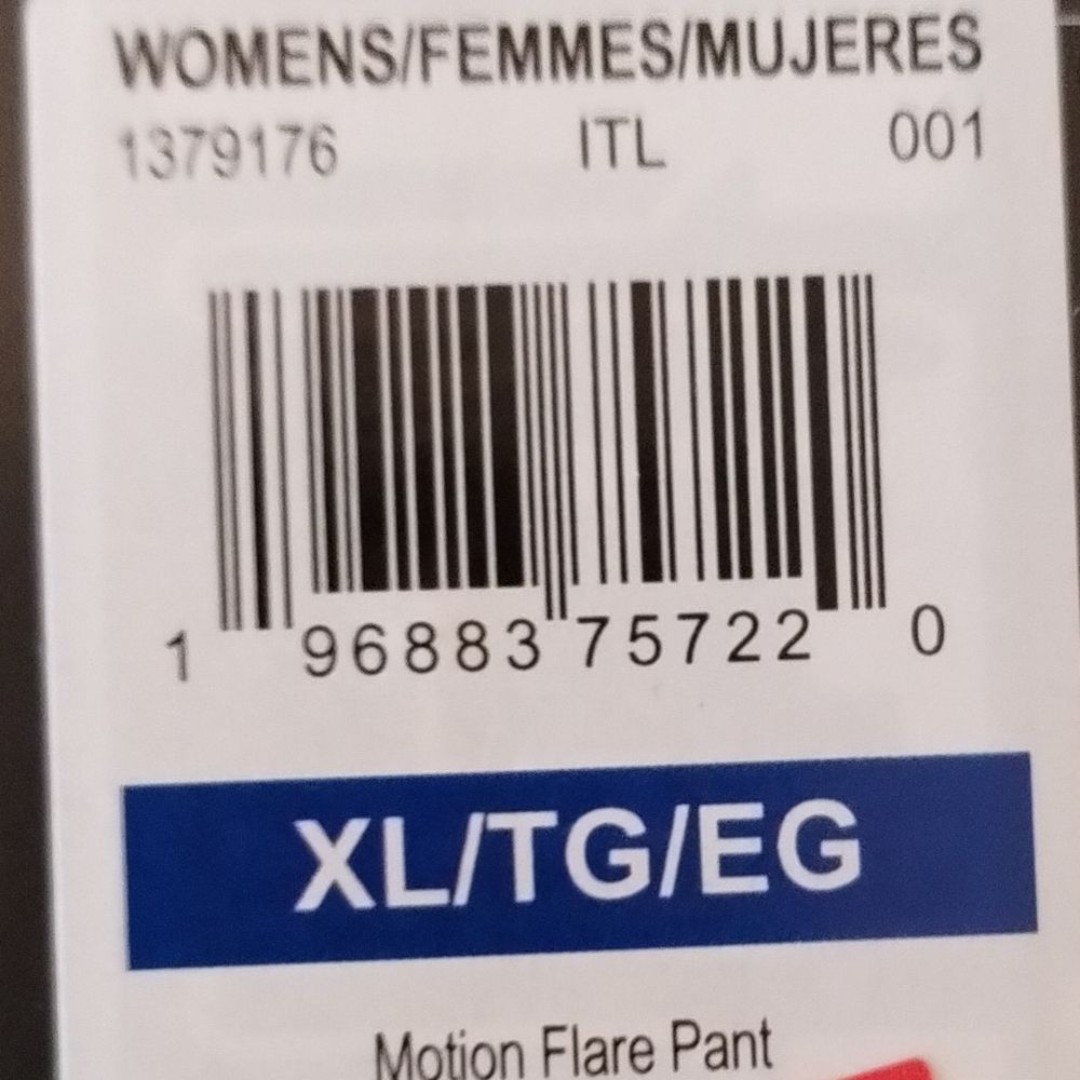 WOMENS/FEMMES/MUJERES
1379176 ITL 001
1 96883 75722 0
XL/TG/EG
Motion Flare Pant